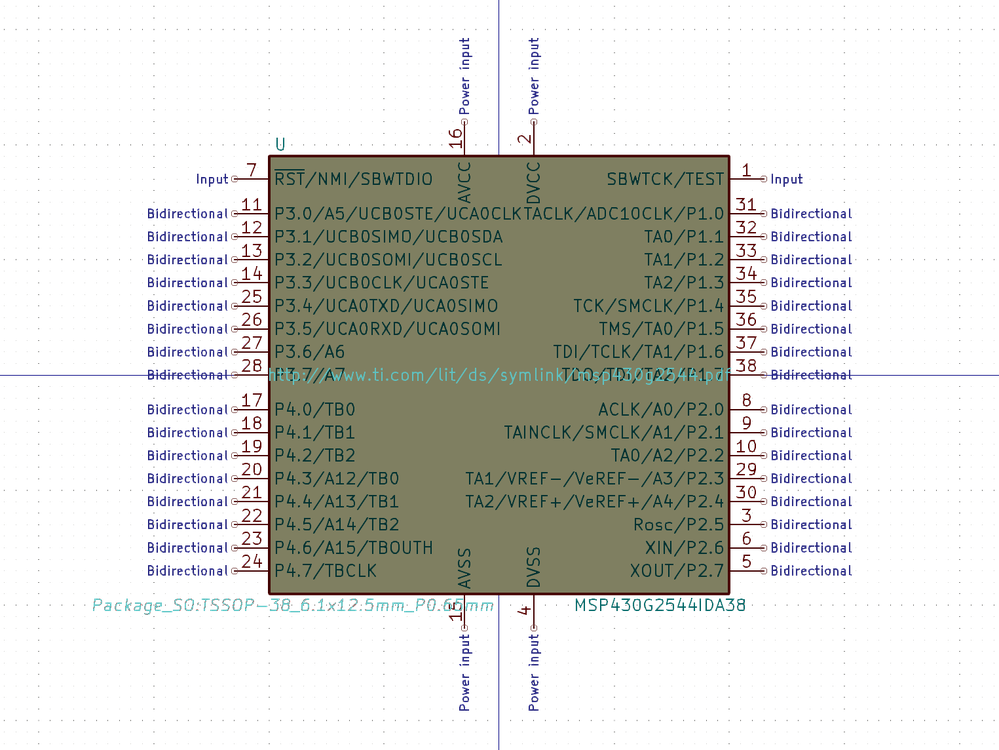 Power input Power input
16 2
U
AVCC DVCC
Input 7 RST/NMI/SBWTDIO SBWTCK/TEST 1 Input
Bidirectional 11 P3.0/A5/UCB0STE/UCA0CLK TACLK/ADC10CLK/P1.0 31 Bidirectional
Bidirectional 12 P3.1/UCB0SIMO/UCB0SDA TA0/P1.1 32 Bidirectional
Bidirectional 13 P3.2/UCB0SOMI/UCB0SCL TA1/P1.2 33 Bidirectional
Bidirectional 14 P3.3/UCB0CLK/UCA0STE TA2/P1.3 34 Bidirectional
Bidirectional 25 P3.4/UCA0TXD/UCA0SIMO TCK/SMCLK/P1.4 35 Bidirectional
Bidirectional 26 P3.5/UCA0RXD/UCA0SOMI TMS/TA0/P1.5 36 Bidirectional
Bidirectional 27 P3.6/A6 TDI/TCLK/TA1/P1.6 37 Bidirectional
Bidirectional 28 P3.7/A7 TDO/TDI/TA2/P1.7 38 Bidirectional
http://www.ti.com/lit/ds/symlink/msp430g2544.pdf
Bidirectional 17 P4.0/TB0 ACLK/A0/P2.0 8 Bidirectional
Bidirectional 18 P4.1/TB1 TAINCLK/SMCLK/A1/P2.1 9 Bidirectional
Bidirectional 19 P4.2/TB2 TA0/A2/P2.2 10 Bidirectional
Bidirectional 20 P4.3/A12/TB0 TA1/VREF-/VeREF-/A3/P2.3 29 Bidirectional
Bidirectional 21 P4.4/A13/TB1 TA2/VREF+/VeREF+/A4/P2.4 30 Bidirectional
Bidirectional 22 P4.5/A14/TB2 Rosc/P2.5 3 Bidirectional
Bidirectional 23 P4.6/A15/TBOUTH XIN/P2.6 6 Bidirectional
Bidirectional 24 P4.7/TBCLK XOUT/P2.7 5 Bidirectional
AVSS DVSS
Package_SO:TSSOP-38_6.1x12.5mm_P0.65mm MSP430G2544IDA38
15 4
Power input Power input